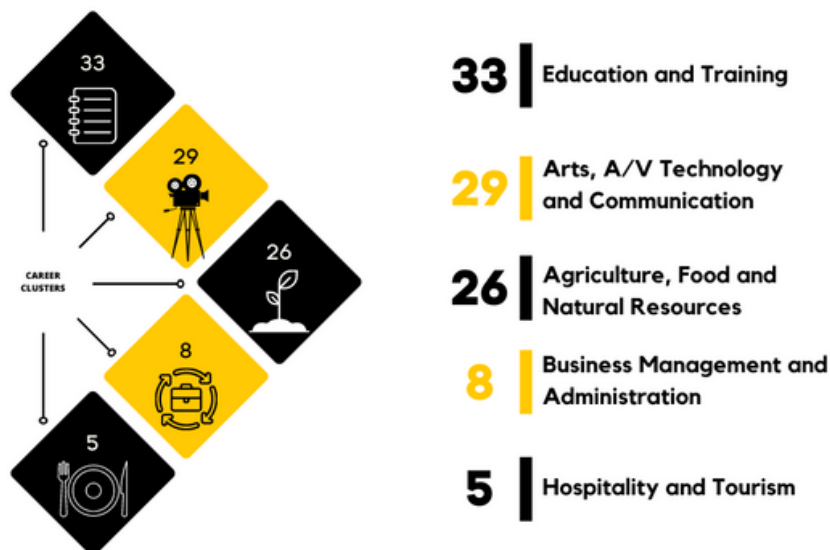 33
29
26
CAREER
CLUSTERS
8
5
33 Education and Training
29 Arts, A/V Technology
and Communication
26 Agriculture, Food and
Natural Resources
8 Business Management and
Administration
5 Hospitality and Tourism